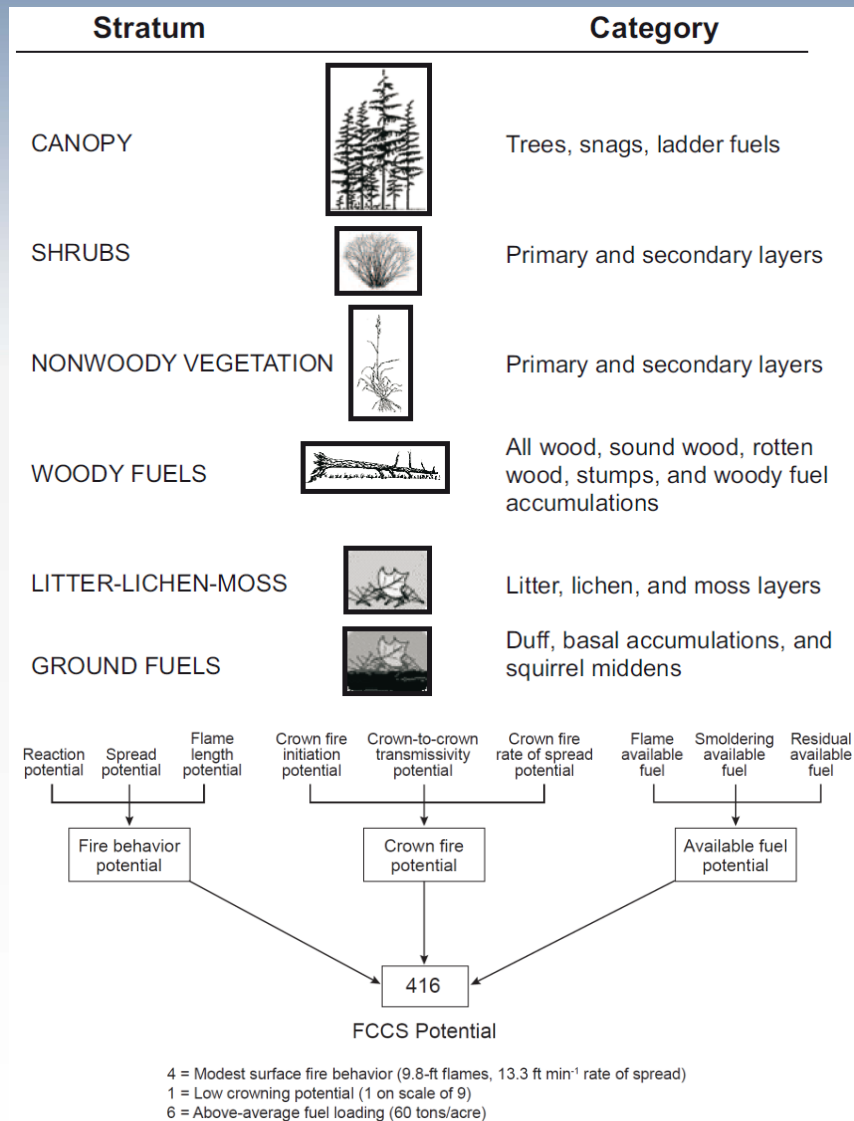 Stratum Category
CANOPY Trees, snags, ladder fuels
SHRUBS Primary and secondary layers
NONWOODY VEGETATION Primary and secondary layers
WOODY FUELS All wood, sound wood, rotten
wood, stumps, and woody fuel
accumulations
LITTER-LICHEN-MOSS Litter, lichen, and moss layers
GROUND FUELS Duff, basal accumulations, and
squirrel middens
Reaction
potential
Spread
potential
Flame
length
potential
Crown fire
initiation
potential
Crown-to-crown
transmissivity
potential
Crown fire
rate of spread
potential
Flame
available
fuel
Smoldering
available
fuel
Residual
available
fuel
Fire behavior
potential
Crown fire
potential
Available fuel
potential
416
FCCS Potential
4 = Modest surface fire behavior (9.8-ft flames, 13.3 ft min⁻¹ rate of spread)
1 = Low crowning potential (1 on scale of 9)
6 = Above-average fuel loading (60 tons/acre)